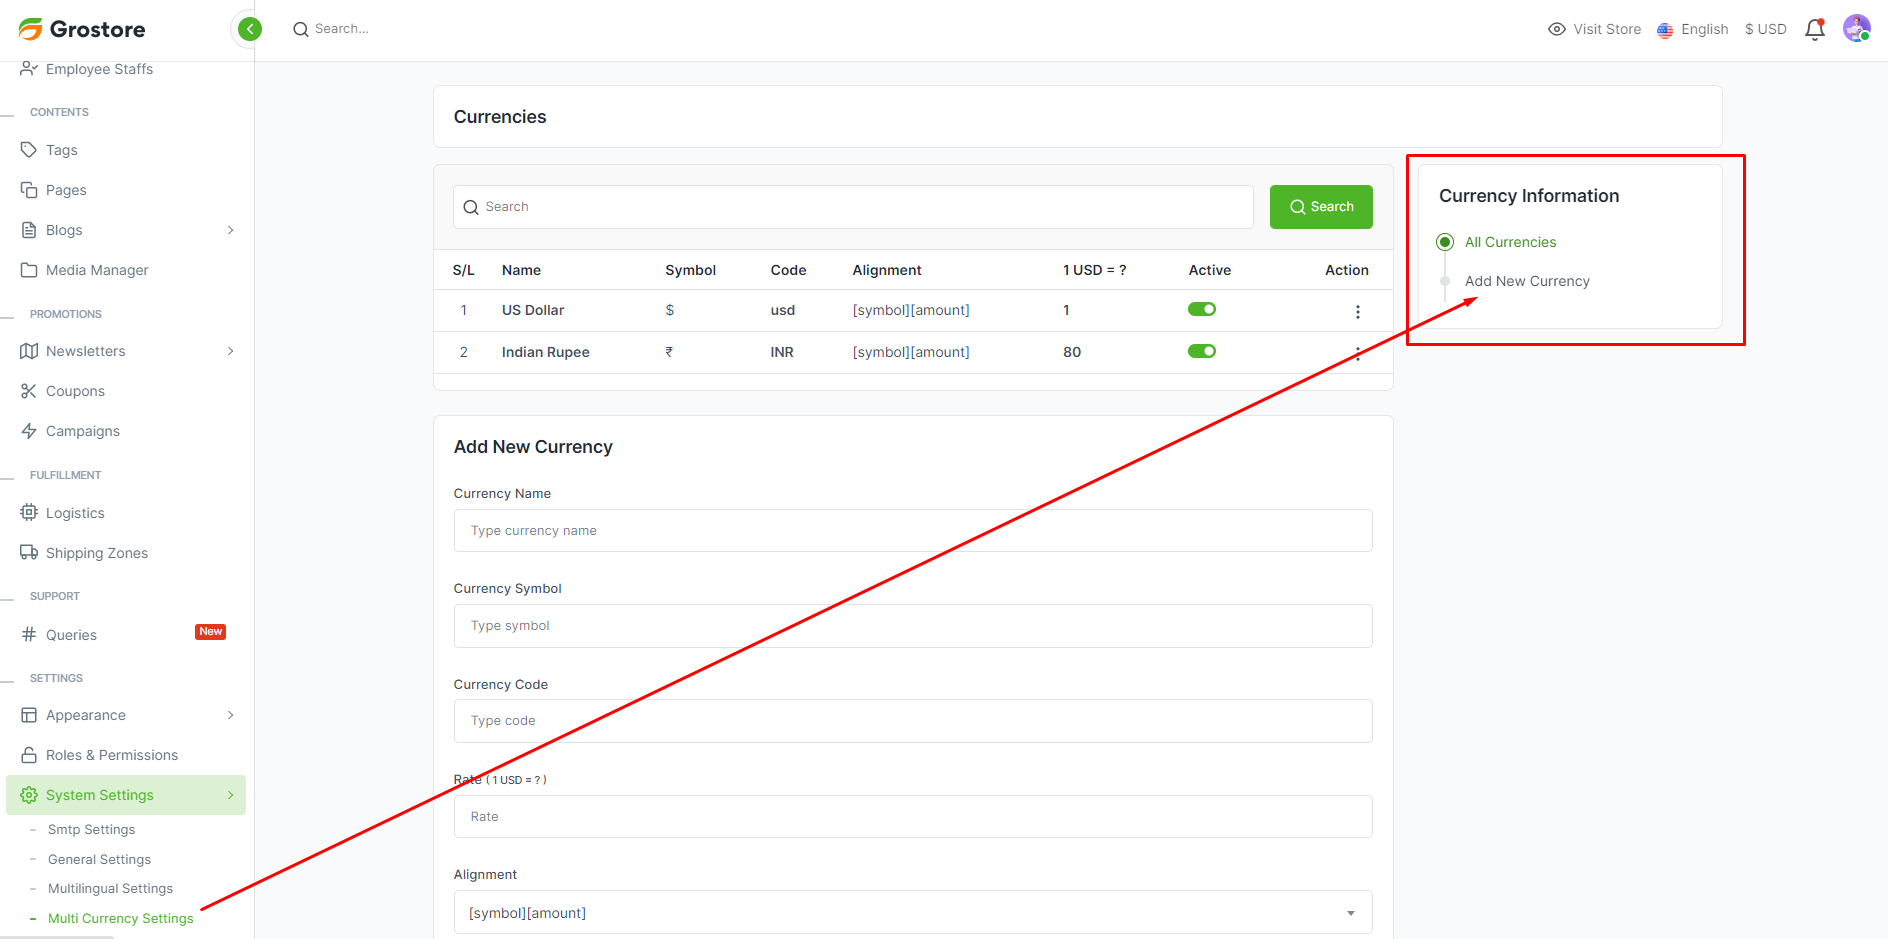 Grostore
Search...
Visit Store
English
$ USD
Employee Staffs
CONTENTS
Tags
Pages
Blogs
Media Manager
PROMOTIONS
Newsletters
Coupons
Campaigns
FULFILLMENT
Logistics
Shipping Zones
SUPPORT
Queries New
SETTINGS
Appearance
Roles & Permissions
System Settings
- Smtp Settings
- General Settings
- Multilingual Settings
- Multi Currency Settings
Currencies
Search
Search
S/L Name Symbol Code Alignment 1 USD = ? Active Action
1 US Dollar $ usd [symbol][amount] 1
2 Indian Rupee ₹ INR [symbol][amount] 80
Add New Currency
Currency Name
Type currency name
Currency Symbol
Type symbol
Currency Code
Type code
Rate ( 1 USD = ? )
Rate
Alignment
[symbol][amount]
Currency Information
All Currencies
Add New Currency